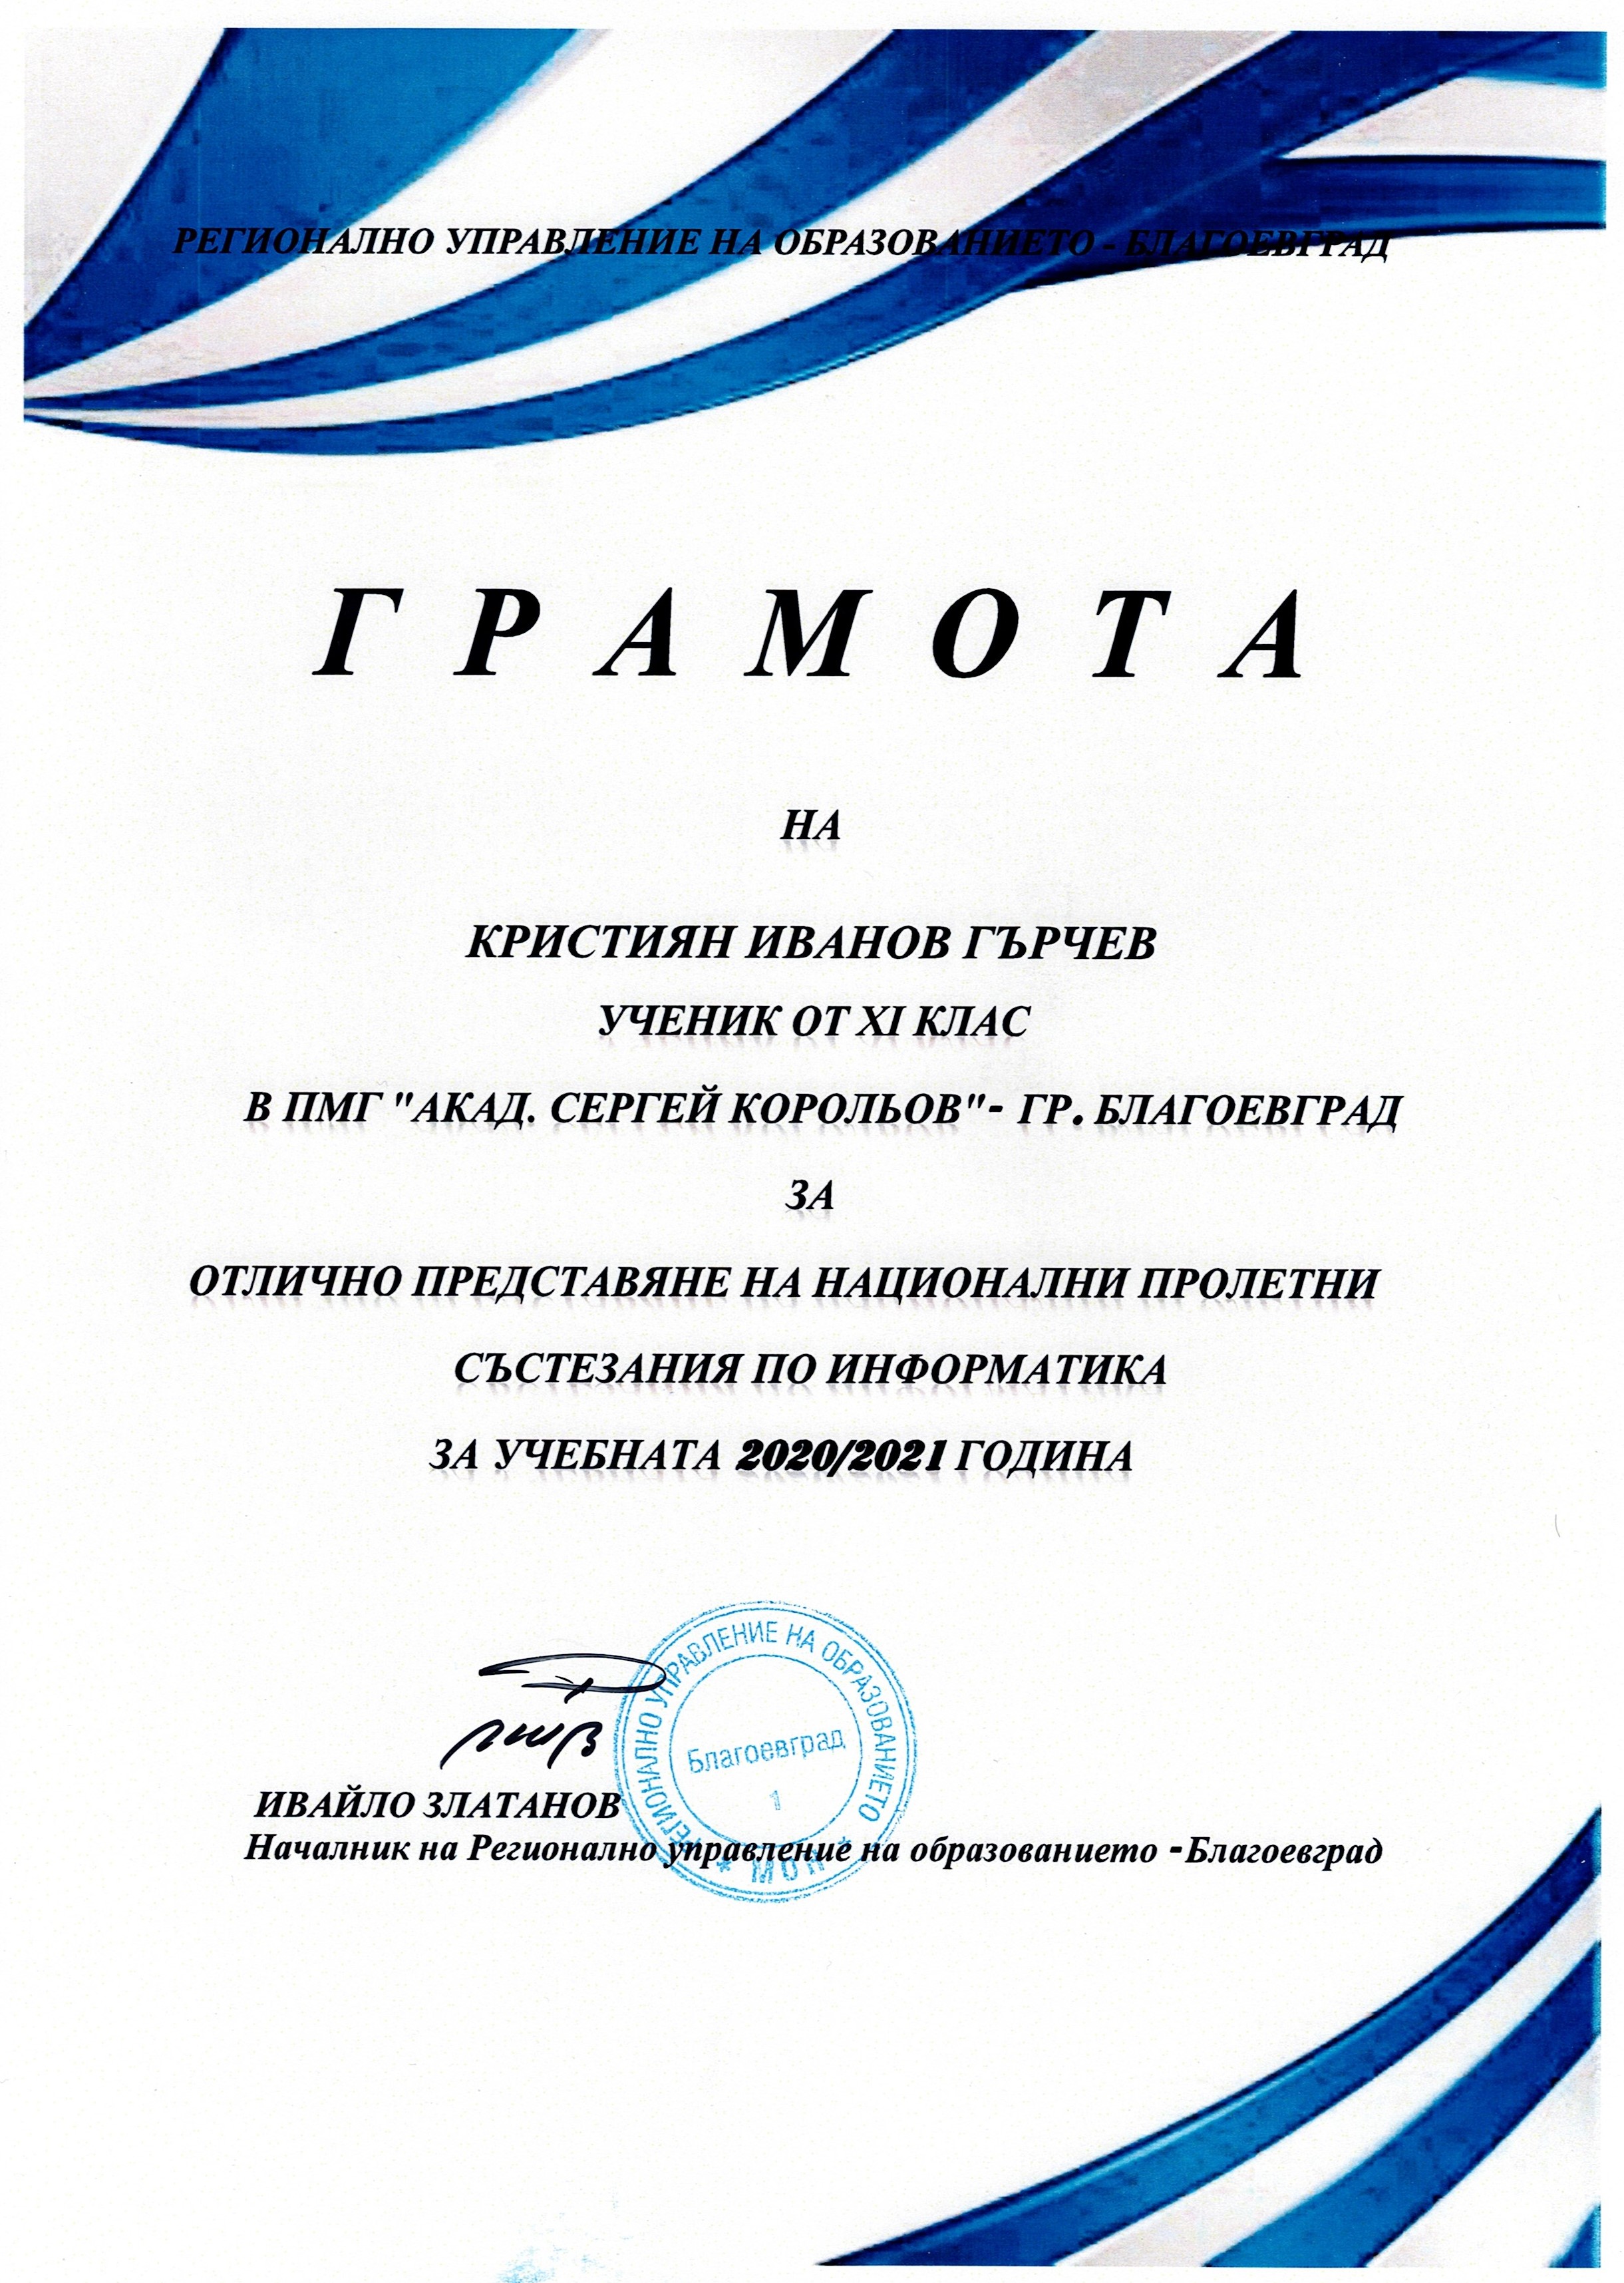 РЕГИОНАЛНО УПРАВЛЕНИЕ НА ОБРАЗОВАНИЕТО - БЛАГОЕВГРАД
ГРАМОТА
НА
КРИСТИЯН ИВАНОВ ГЪРЧЕВ
УЧЕНИК ОТ XI КЛАС
В ПМГ "АКАД. СЕРГЕЙ КОРОЛЬОВ"- ГР. БЛАГОЕВГРАД
ЗА
ОТЛИЧНО ПРЕДСТАВЯНЕ НА НАЦИОНАЛНИ ПРОЛЕТНИ
СЪСТЕЗАНИЯ ПО ИНФОРМАТИКА
ЗА УЧЕБНАТА 2020/2021 ГОДИНА
РЕГИОНАЛНО УПРАВЛЕНИЕ НА ОБРАЗОВАНИЕТО
Благоевград
1
* МОН *
ИВАЙЛО ЗЛАТАНОВ
Началник на Регионално управление на образованието -Благоевград